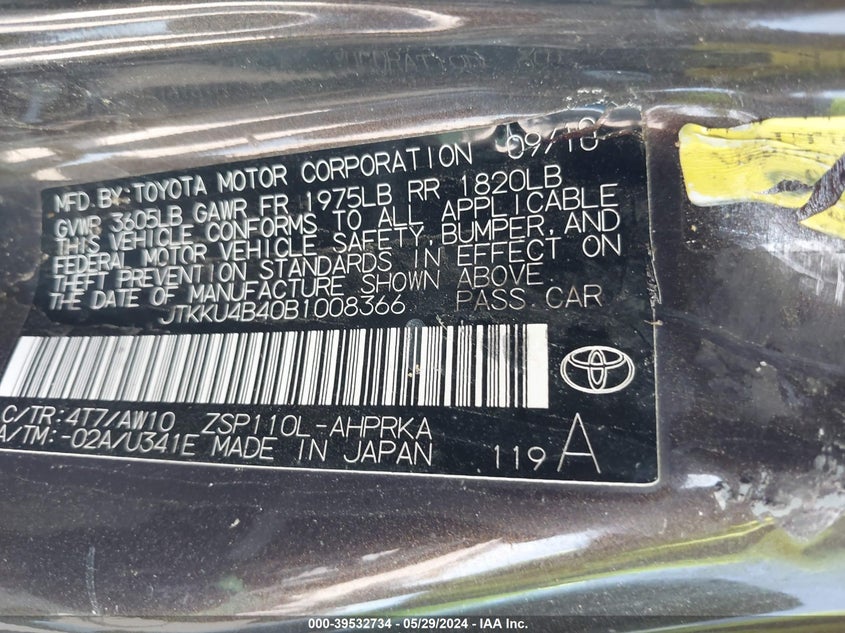 MFD.BY:TOYOTA MOTOR CORPORATION 09/10
GVWR 3605LB GAWR FR 1975LB RR 1820LB
THIS VEHICLE CONFORMS TO ALL APPLICABLE
FEDERAL MOTOR VEHICLE SAFETY,BUMPER,AND
THEFT PREVENTION STANDARDS IN EFFECT ON
THE DATE OF MANUFACTURE SHOWN ABOVE
JTKKU4B40B1008366 PASS.CAR
C/TR:4T7/AW10 ZSP110L-AHPRKA
A/TM:-02A/U341E MADE IN JAPAN
119A
000-39532734 - 05/29/2024 - IAA Inc.